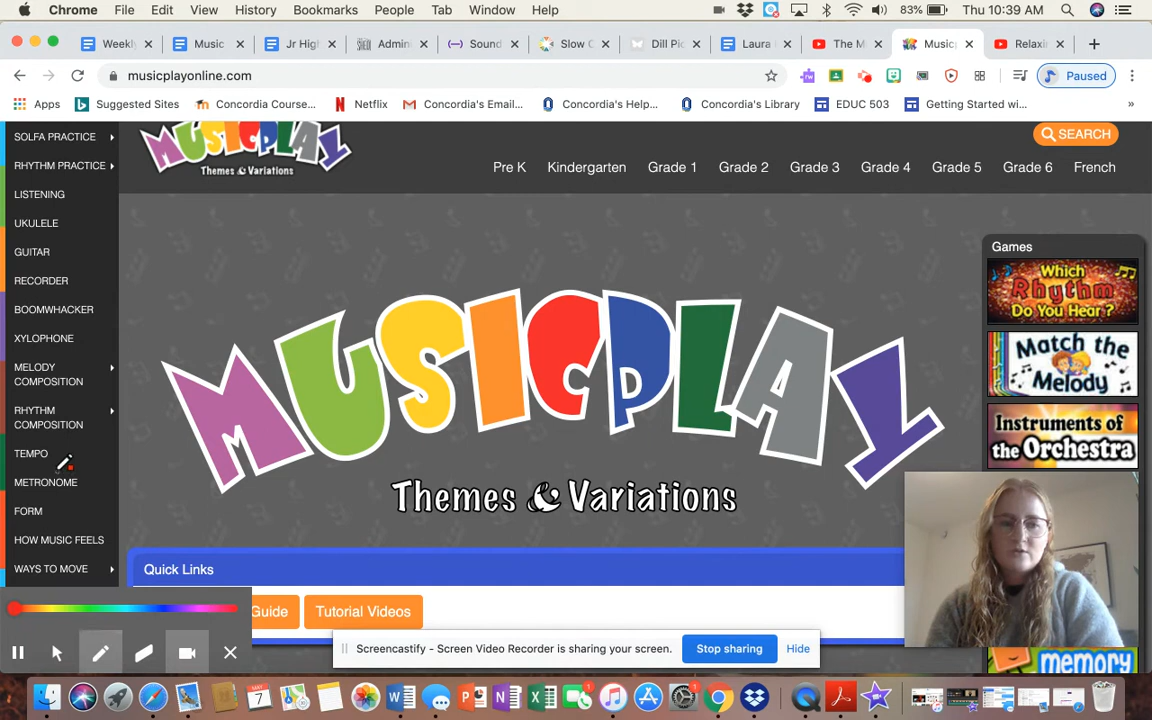 Chrome File Edit View History Bookmarks People Tab Window Help 83% Thu 10:39 AM
Weekly Music Jr High Admin Sound Slow C Dill Pic Laura The M Music Relaxin
musicplayonline.com Paused
Apps Suggested Sites Concordia Course... Netflix Concordia's Email... Concordia's Help... Concordia's Library EDUC 503 Getting Started wi... »
MUSICPLAY
Themes & Variations
SEARCH
Pre K Kindergarten Grade 1 Grade 2 Grade 3 Grade 4 Grade 5 Grade 6 French
SOLFA PRACTICE
RHYTHM PRACTICE
LISTENING
UKULELE
GUITAR
RECORDER
BOOMWHACKER
XYLOPHONE
MELODY
COMPOSITION
RHYTHM
COMPOSITION
TEMPO
METRONOME
FORM
HOW MUSIC FEELS
WAYS TO MOVE
MUSICPLAY
Themes & Variations
Games
Which
Rhythm
Do You Hear?
Match the
Melody
Instruments of
the Orchestra
memory
Quick Links
Guide Tutorial Videos
Screencastify - Screen Video Recorder is sharing your screen. Stop sharing Hide
MAY
7